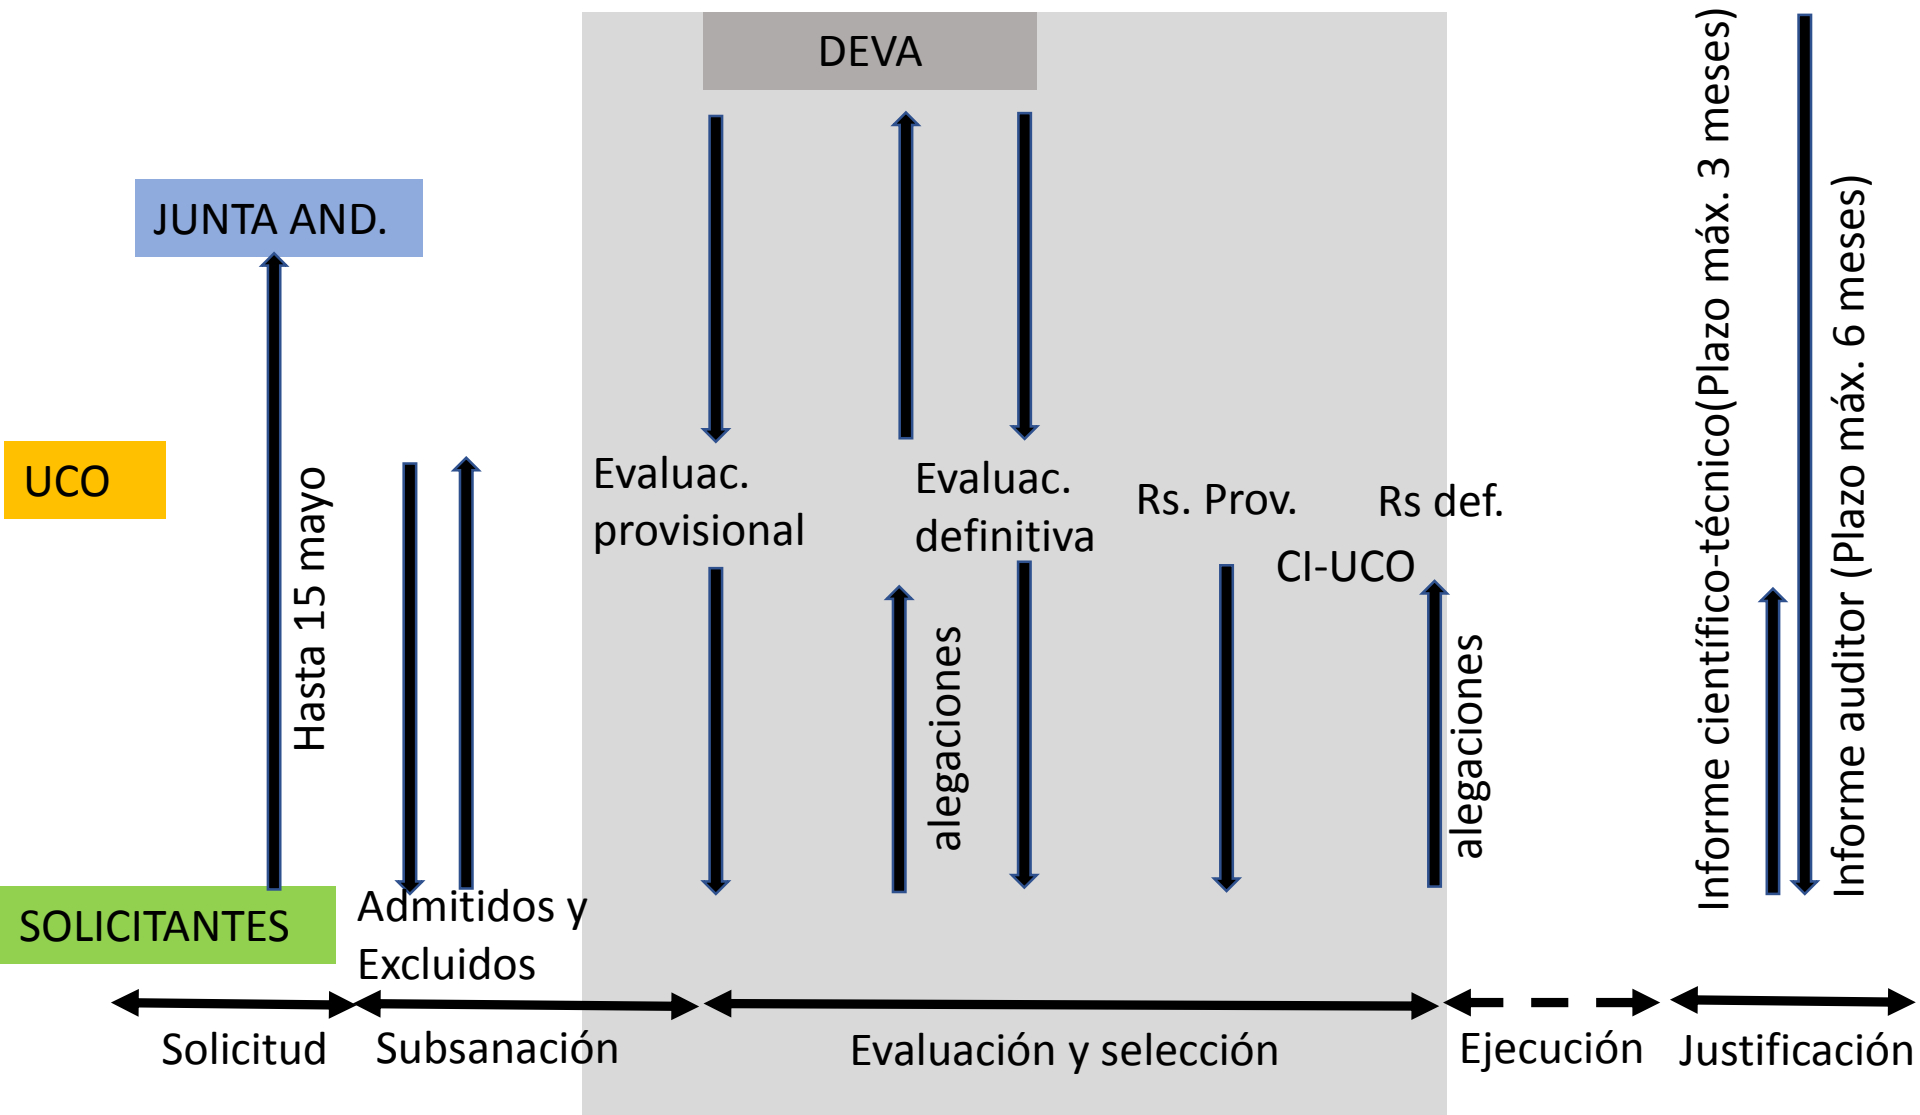 DEVA
JUNTA AND.
UCO
SOLICITANTES
Hasta 15 mayo
Admitidos y
Excluidos
Evaluac.
provisional
alegaciones
Evaluac.
definitiva
Rs. Prov.
CI-UCO
Rs def.
alegaciones
Informe científico-técnico(Plazo máx. 3 meses)
Informe auditor (Plazo máx. 6 meses)
Solicitud
Subsanación
Evaluación y selección
Ejecución
Justificación